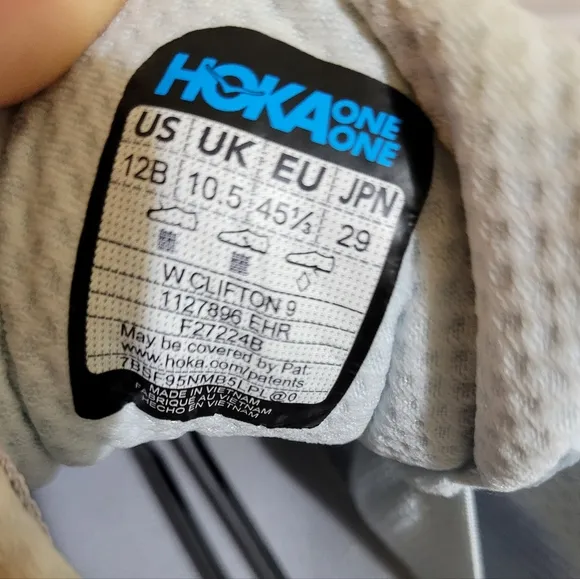 HOKA ONE ONE
US UK EU JPN
12B 10.5 45⅓ 29
W CLIFTON 9
1127896 EHR
F27224B
May be covered by Pat.
www.hoka.com/patents
MADE IN VIETNAM
FABRIQUE AU VIETNAM
HECHO EN VIETNAM